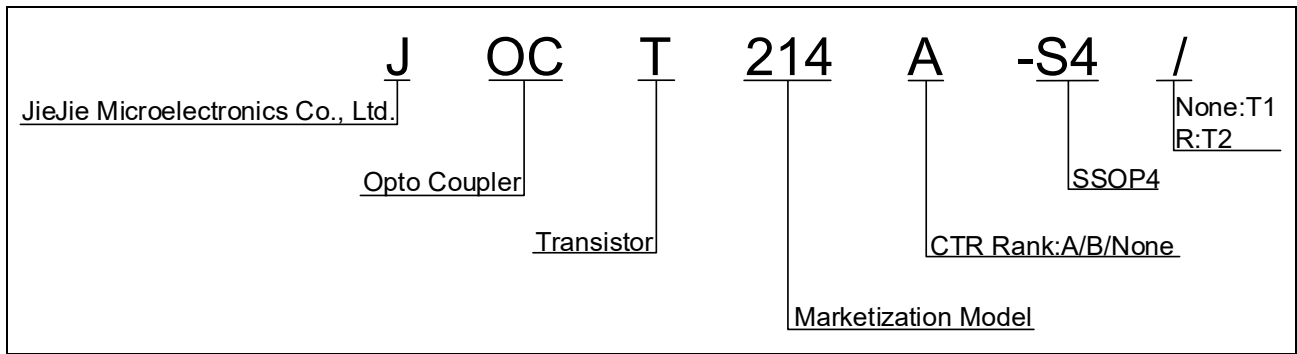 J OC T 214 A -S4 /
JieJie Microelectronics Co., Ltd.
None:T1
R:T2
Opto Coupler
SSOP4
Transistor
CTR Rank:A/B/None
Marketization Model